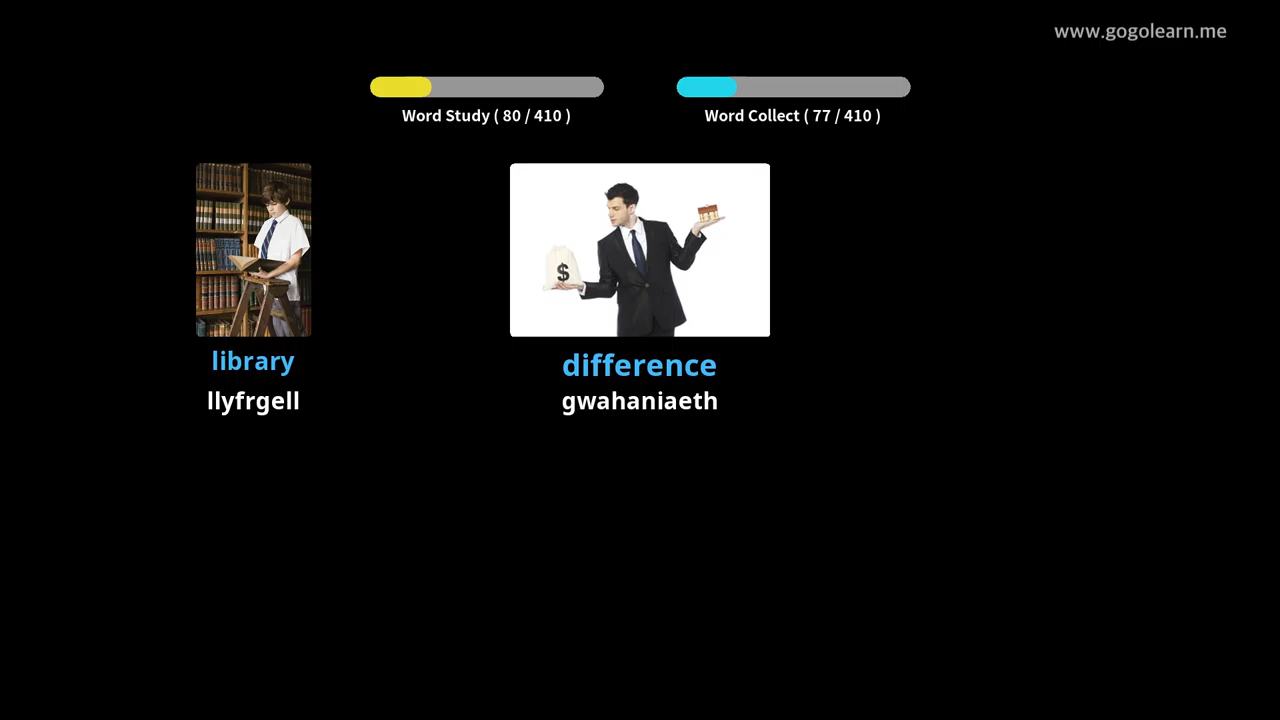 www.gogolearn.me
Word Study ( 80 / 410 )
Word Collect ( 77 / 410 )
$
library
llyfrgell
difference
gwahaniaeth